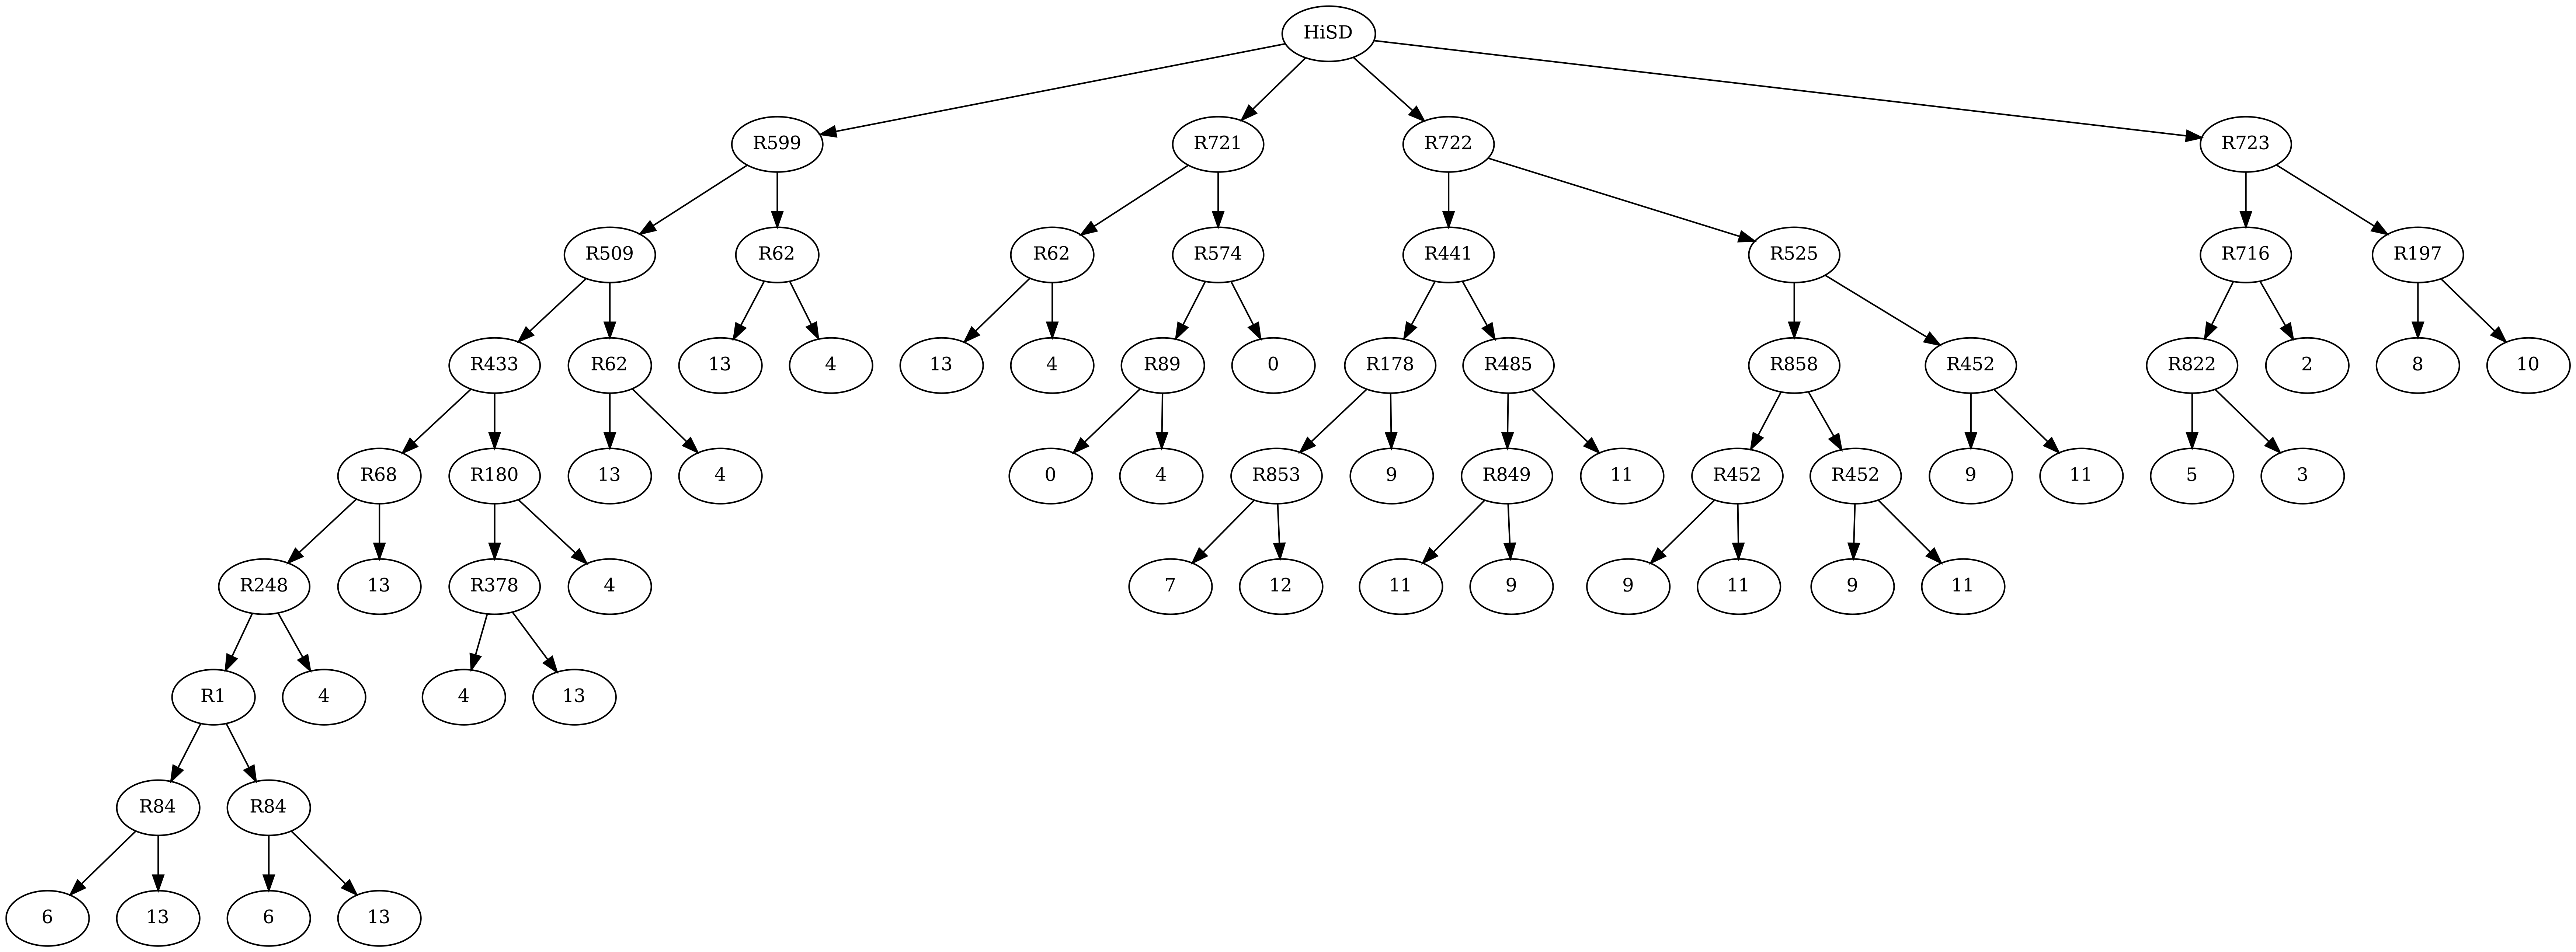 HiSD
R599 R721 R722 R723
R509 R62 R62 R574 R441 R525 R716 R197
R433 R62 13 4 13 4 R89 0 R178 R485 R858 R452 R822 2 8 10
R68 R180 13 4 0 4 R853 9 R849 11 R452 R452 9 11 5 3
R248 13 R378 4 7 12 11 9 9 11 9 11
R1 4 4 13
R84 R84
6 13 6 13